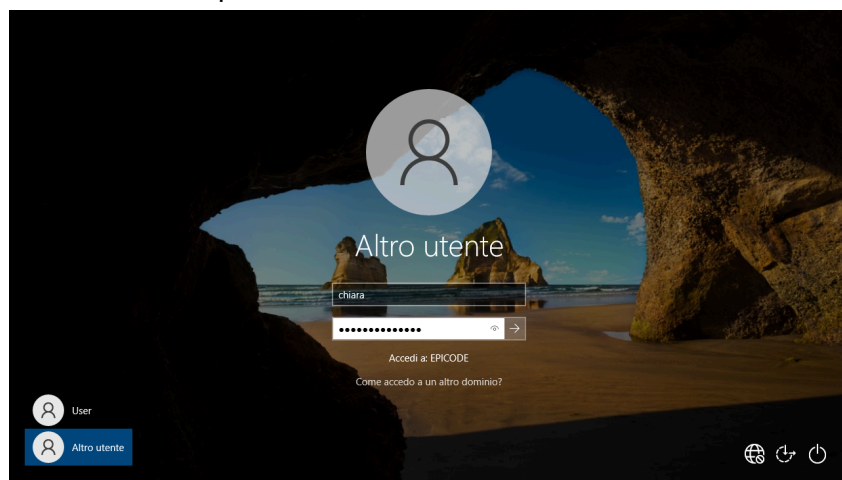 Altro utente
chiara
Accedi a: EPICODE
Come accedo a un altro dominio?
User
Altro utente